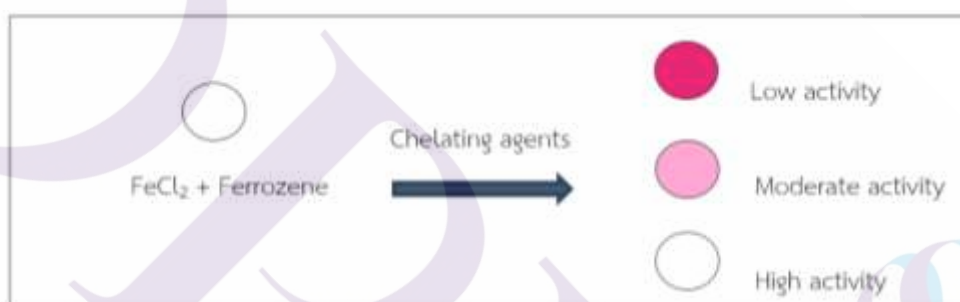 Low activity
Chelating agents
FeCl₂ + Ferrozene
Moderate activity
High activity